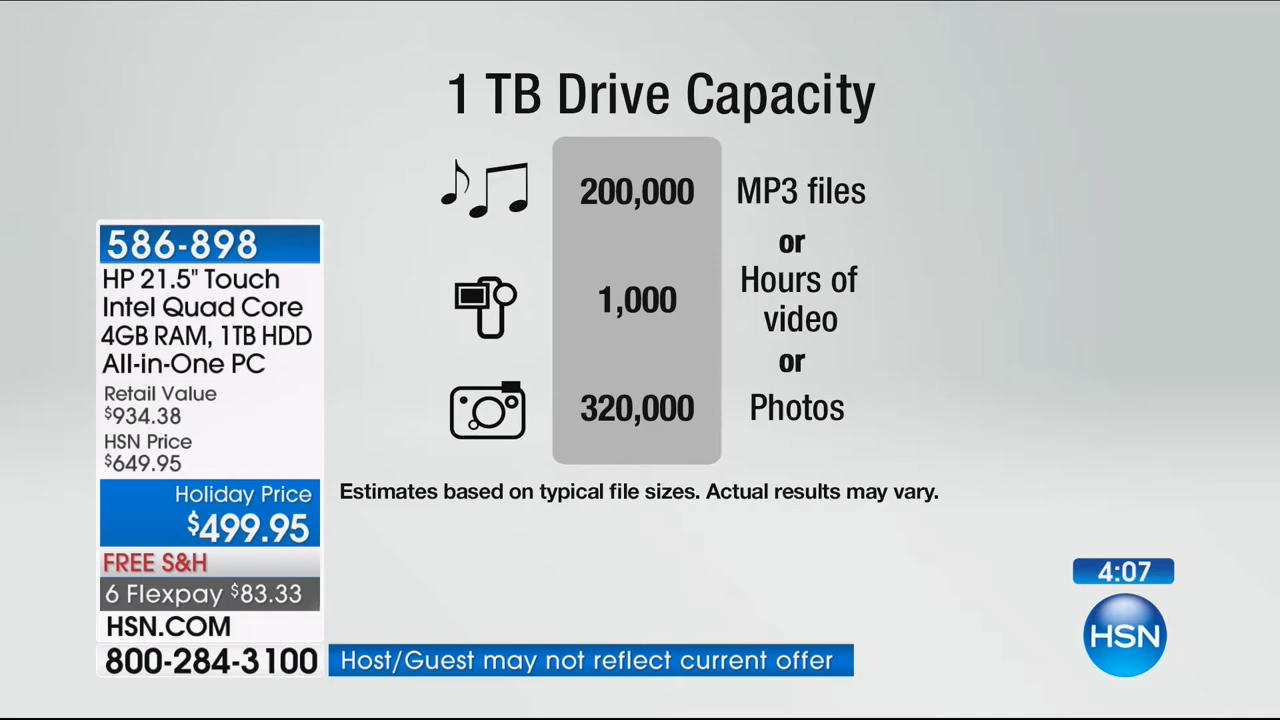 1 TB Drive Capacity
200,000 MP3 files
or
1,000 Hours of
video
or
320,000 Photos
Estimates based on typical file sizes. Actual results may vary.
586-898
HP 21.5" Touch
Intel Quad Core
4GB RAM, 1TB HDD
All-in-One PC
Retail Value
$934.38
HSN Price
$649.95
Holiday Price
$499.95
FREE S&H
6 Flexpay $83.33
HSN.COM
800-284-3100
Host/Guest may not reflect current offer
4:07
HSN